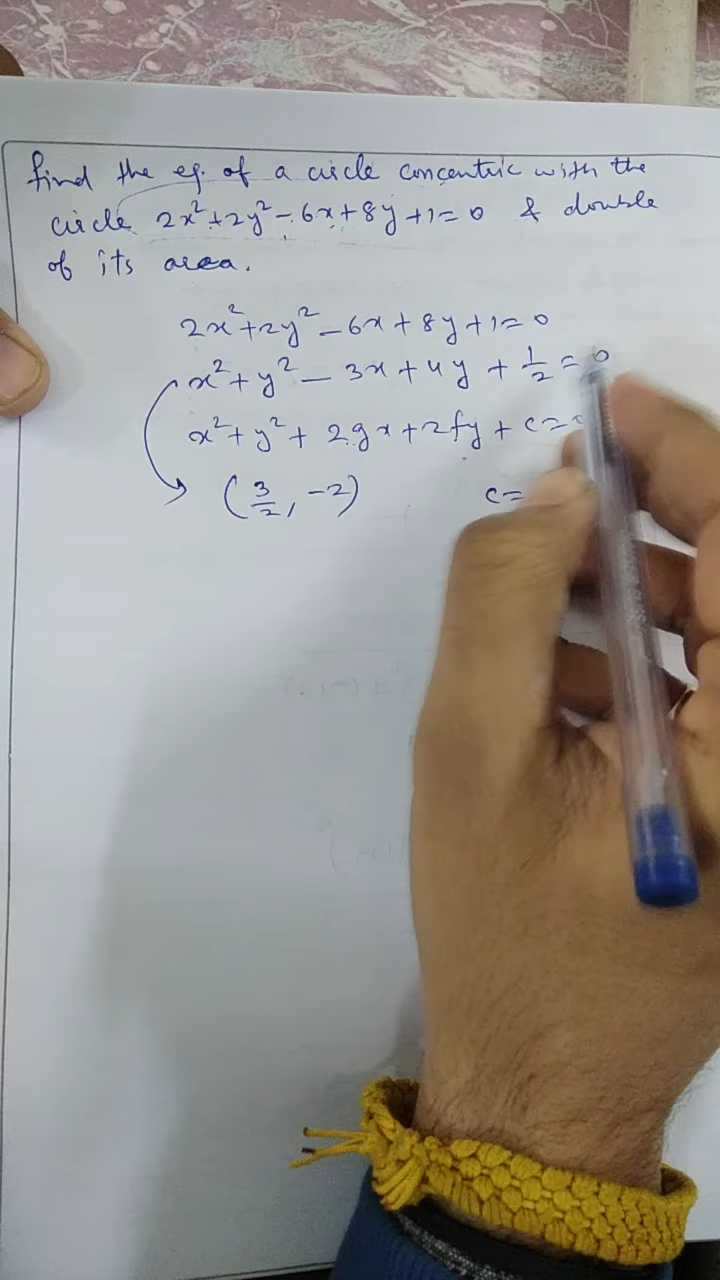 find the eq. of a circle concentric with the
circle 2x²+2y²-6x+8y+1=0 & double
of its area.
2x²+2y²-6x+8y+1=0
x²+y²-3x+4y+½=0
x²+y²+2gx+2fy+c=
(3/2, -2) c=